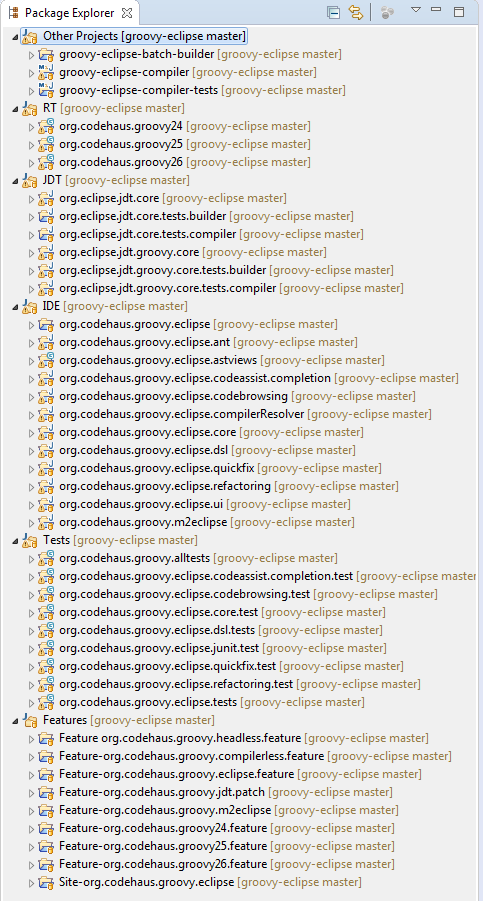 Package Explorer
Other Projects [groovy-eclipse master]
groovy-eclipse-batch-builder [groovy-eclipse master]
groovy-eclipse-compiler [groovy-eclipse master]
groovy-eclipse-compiler-tests [groovy-eclipse master]
RT [groovy-eclipse master]
org.codehaus.groovy24 [groovy-eclipse master]
org.codehaus.groovy25 [groovy-eclipse master]
org.codehaus.groovy26 [groovy-eclipse master]
JDT [groovy-eclipse master]
org.eclipse.jdt.core [groovy-eclipse master]
org.eclipse.jdt.core.tests.builder [groovy-eclipse master]
org.eclipse.jdt.core.tests.compiler [groovy-eclipse master]
org.eclipse.jdt.groovy.core [groovy-eclipse master]
org.eclipse.jdt.groovy.core.tests.builder [groovy-eclipse master]
org.eclipse.jdt.groovy.core.tests.compiler [groovy-eclipse master]
IDE [groovy-eclipse master]
org.codehaus.groovy.eclipse [groovy-eclipse master]
org.codehaus.groovy.eclipse.ant [groovy-eclipse master]
org.codehaus.groovy.eclipse.astviews [groovy-eclipse master]
org.codehaus.groovy.eclipse.codeassist.completion [groovy-eclipse master]
org.codehaus.groovy.eclipse.codebrowsing [groovy-eclipse master]
org.codehaus.groovy.eclipse.compilerResolver [groovy-eclipse master]
org.codehaus.groovy.eclipse.core [groovy-eclipse master]
org.codehaus.groovy.eclipse.dsl [groovy-eclipse master]
org.codehaus.groovy.eclipse.quickfix [groovy-eclipse master]
org.codehaus.groovy.eclipse.refactoring [groovy-eclipse master]
org.codehaus.groovy.eclipse.ui [groovy-eclipse master]
org.codehaus.groovy.m2eclipse [groovy-eclipse master]
Tests [groovy-eclipse master]
org.codehaus.groovy.alltests [groovy-eclipse master]
org.codehaus.groovy.eclipse.codeassist.completion.test [groovy-eclipse master
org.codehaus.groovy.eclipse.codebrowsing.test [groovy-eclipse master]
org.codehaus.groovy.eclipse.core.test [groovy-eclipse master]
org.codehaus.groovy.eclipse.dsl.tests [groovy-eclipse master]
org.codehaus.groovy.eclipse.junit.test [groovy-eclipse master]
org.codehaus.groovy.eclipse.quickfix.test [groovy-eclipse master]
org.codehaus.groovy.eclipse.refactoring.test [groovy-eclipse master]
org.codehaus.groovy.eclipse.tests [groovy-eclipse master]
Features [groovy-eclipse master]
Feature org.codehaus.groovy.headless.feature [groovy-eclipse master]
Feature-org.codehaus.groovy.compilerless.feature [groovy-eclipse master]
Feature-org.codehaus.groovy.eclipse.feature [groovy-eclipse master]
Feature-org.codehaus.groovy.jdt.patch [groovy-eclipse master]
Feature-org.codehaus.groovy.m2eclipse [groovy-eclipse master]
Feature-org.codehaus.groovy24.feature [groovy-eclipse master]
Feature-org.codehaus.groovy25.feature [groovy-eclipse master]
Feature-org.codehaus.groovy26.feature [groovy-eclipse master]
Site-org.codehaus.groovy.eclipse [groovy-eclipse master]